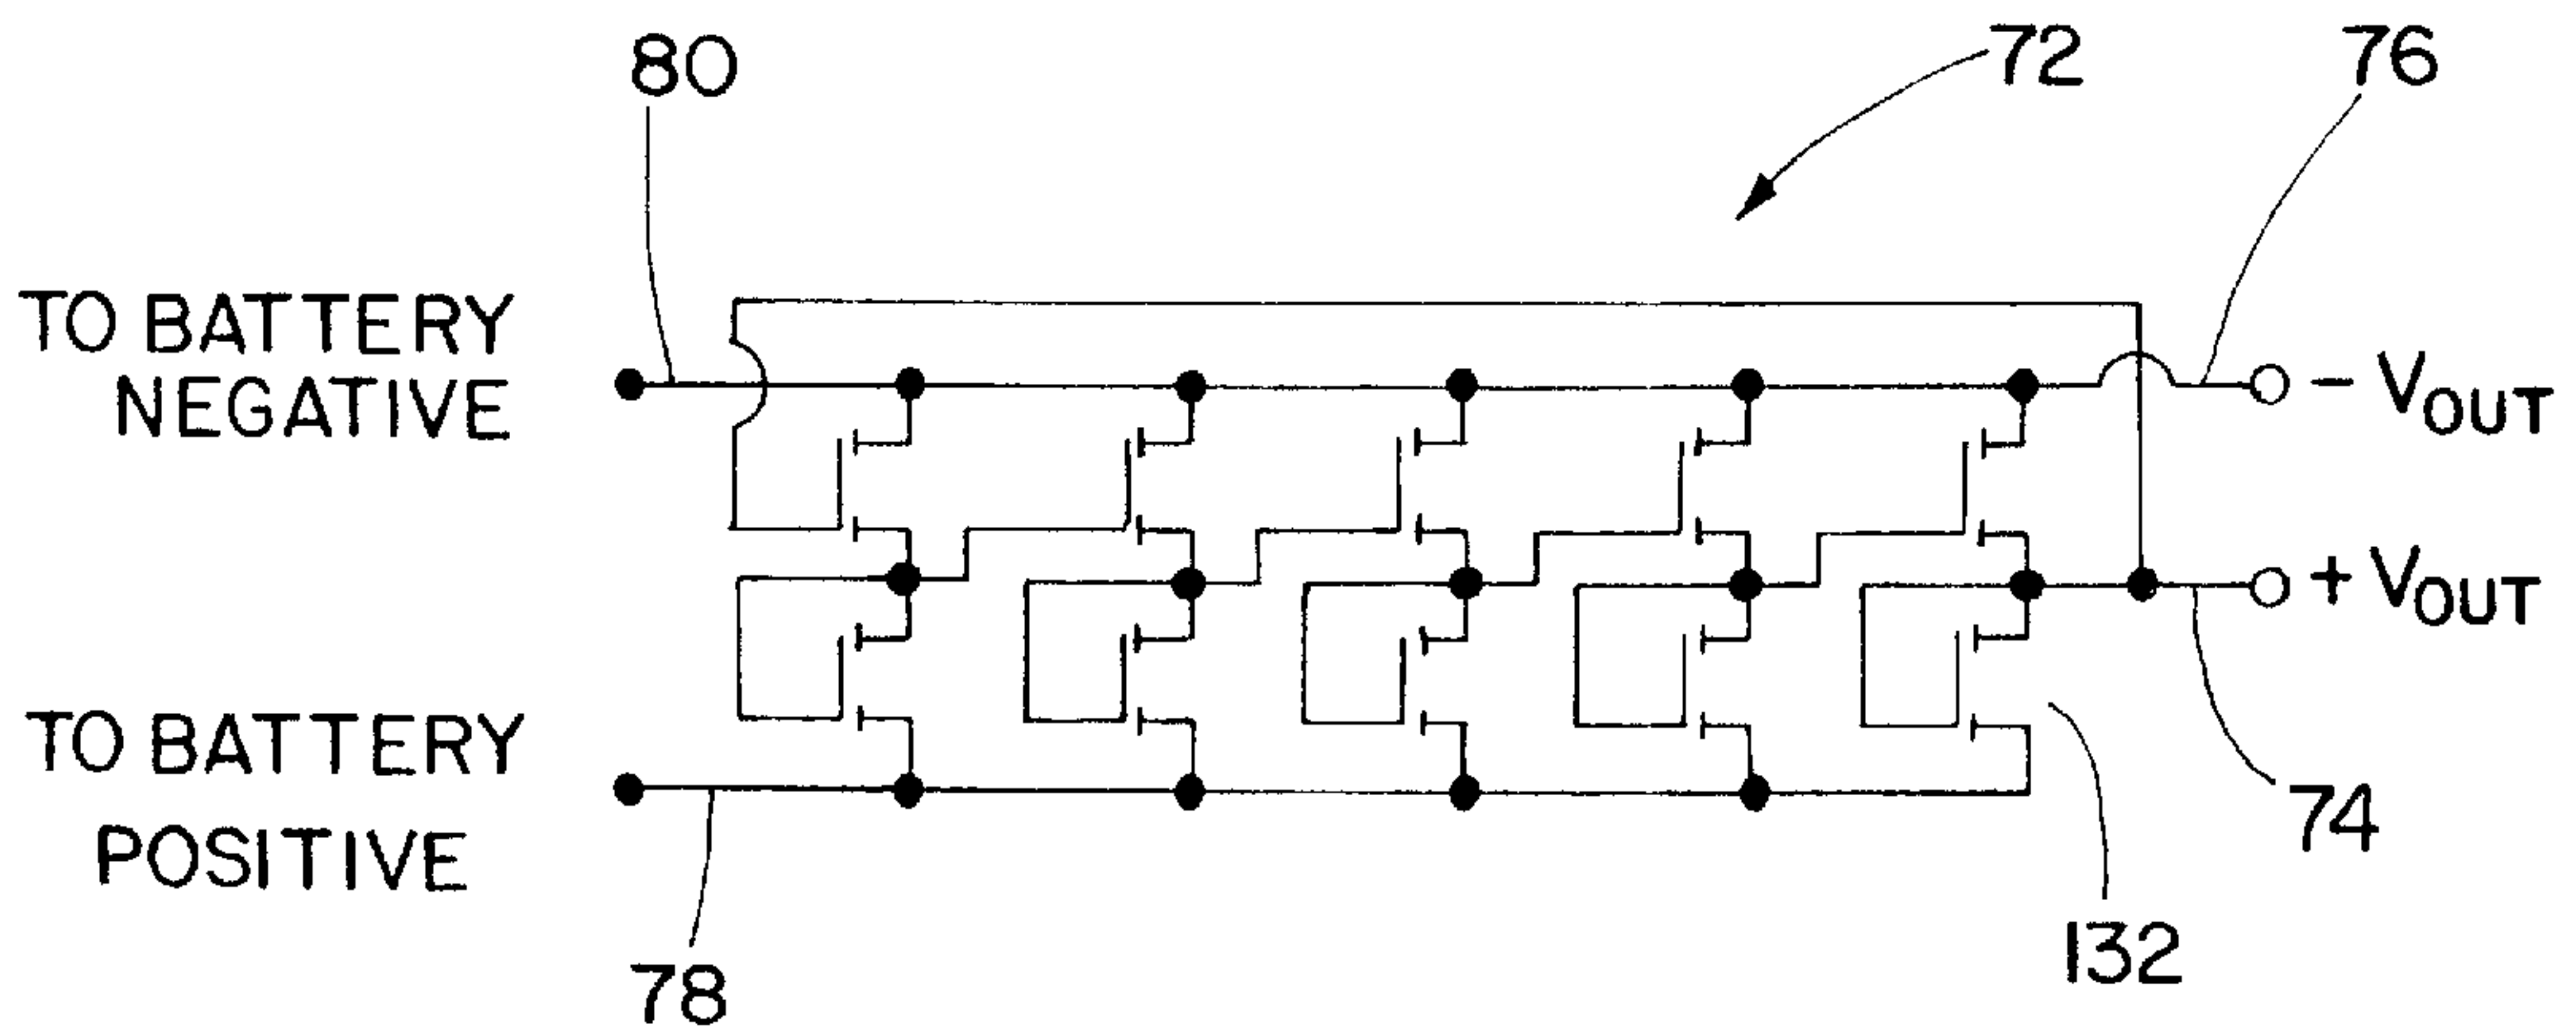 80
72
76
TO BATTERY
NEGATIVE
- VOUT
+ VOUT
TO BATTERY
POSITIVE
74
132
78